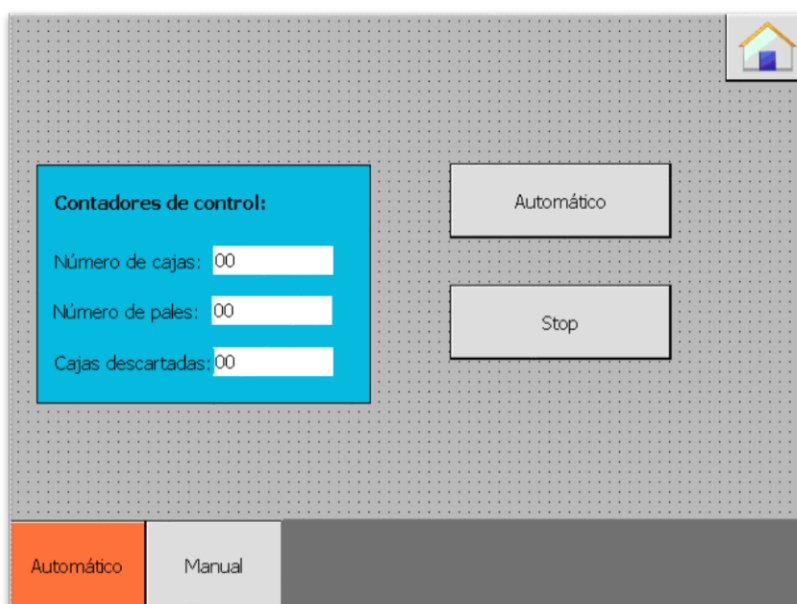 Contadores de control:
Número de cajas: 00
Número de pales: 00
Cajas descartadas: 00
Automático
Stop
Automático
Manual